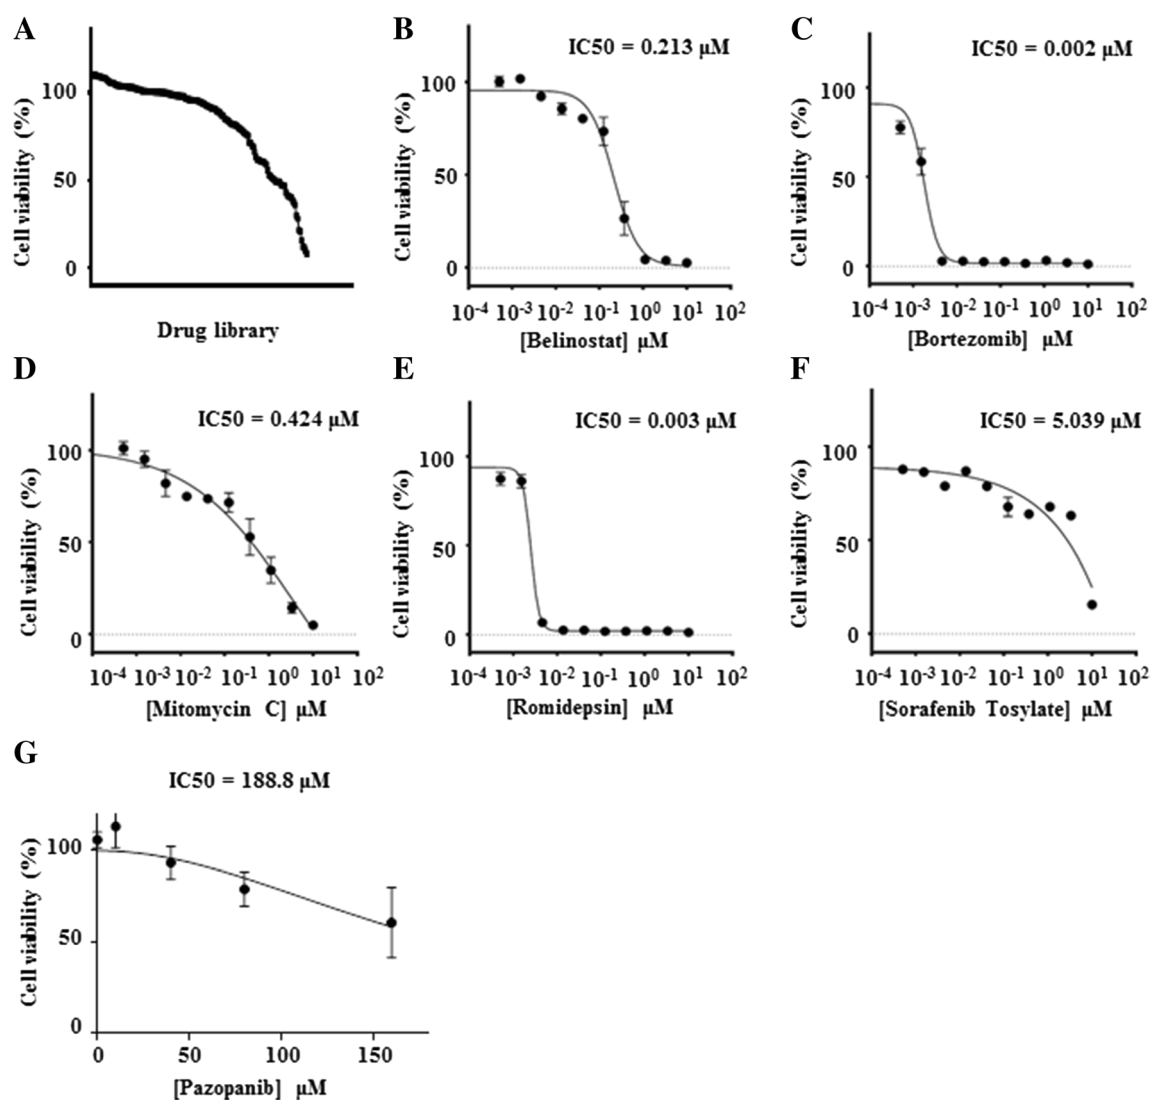 A
Cell viability (%)
100
50
0
Drug library
B
IC50 = 0.213 μM
Cell viability (%)
100
50
0
10-4 10-3 10-2 10-1 100 101 102
[Belinostat] μM
C
IC50 = 0.002 μM
Cell viability (%)
100
50
0
10-4 10-3 10-2 10-1 100 101 102
[Bortezomib] μM
D
IC50 = 0.424 μM
Cell viability (%)
100
50
0
10-4 10-3 10-2 10-1 100 101 102
[Mitomycin C] μM
E
IC50 = 0.003 μM
Cell viability (%)
100
50
0
10-4 10-3 10-2 10-1 100 101 102
[Romidepsin] μM
F
IC50 = 5.039 μM
Cell viability (%)
100
50
0
10-4 10-3 10-2 10-1 100 101 102
[Sorafenib Tosylate] μM
G
IC50 = 188.8 μM
Cell viability (%)
100
50
0
0 50 100 150
[Pazopanib] μM